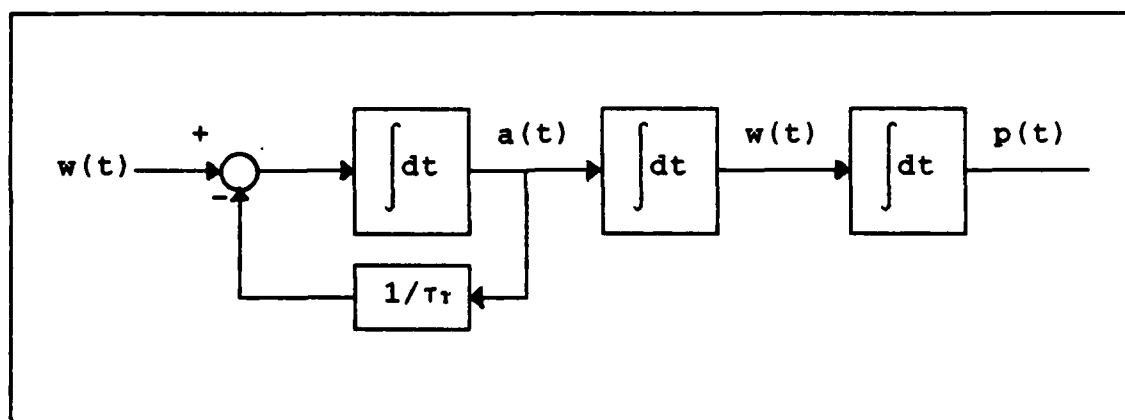 +
w(t)
-
∫dt
a(t)
∫dt
w(t)
∫dt
p(t)
1/τr